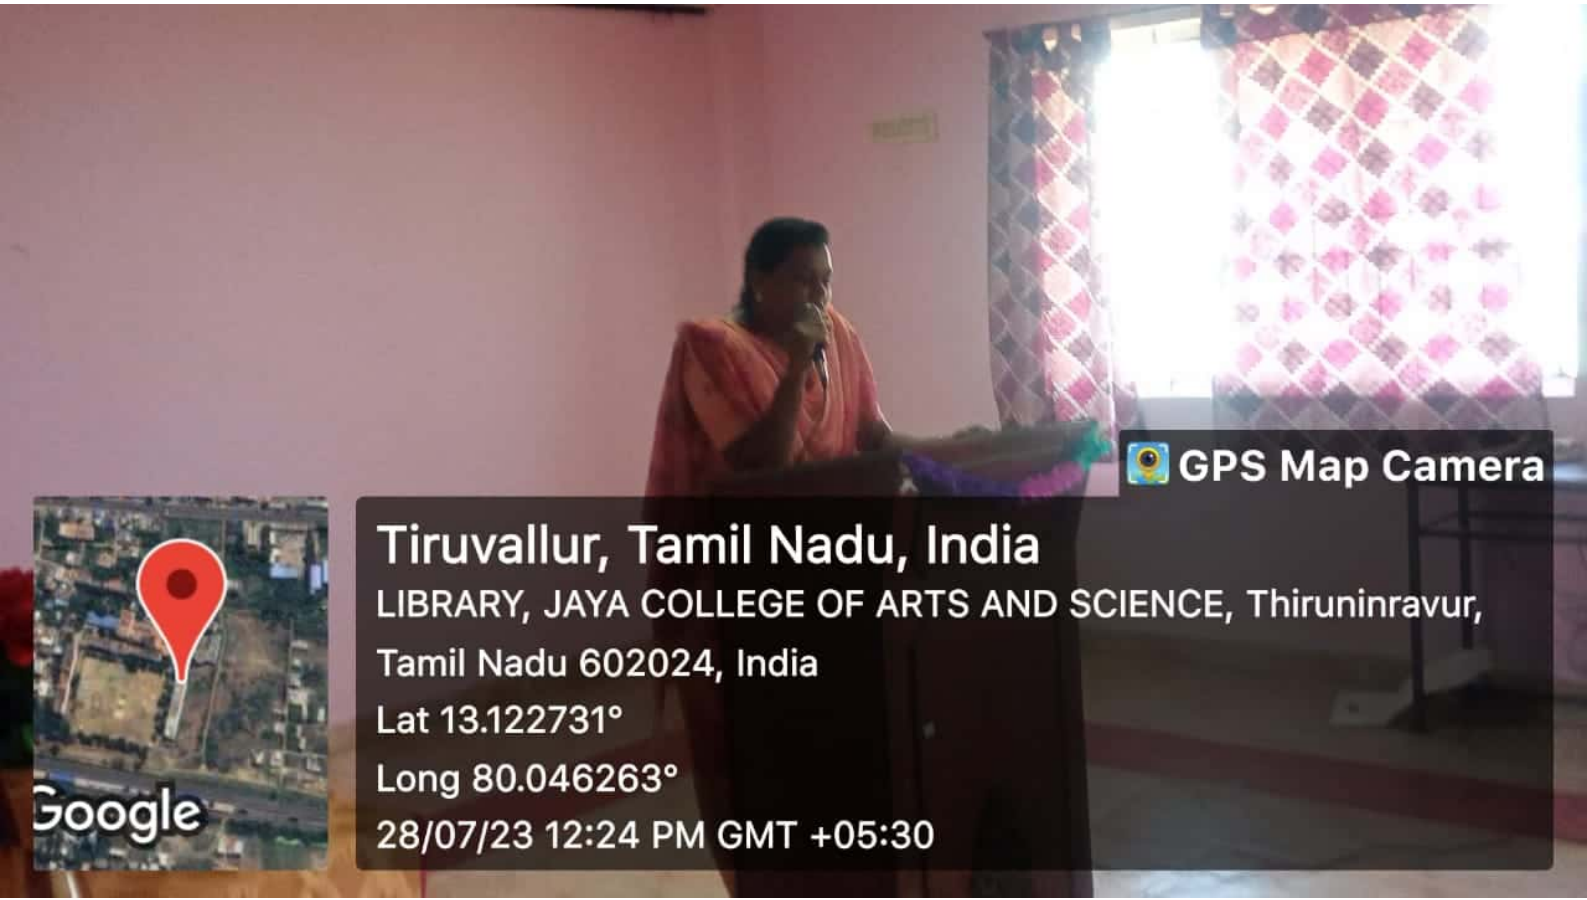 GPS Map Camera
Tiruvallur, Tamil Nadu, India
LIBRARY, JAYA COLLEGE OF ARTS AND SCIENCE, Thiruninravur,
Tamil Nadu 602024, India
Lat 13.122731°
Long 80.046263°
28/07/23 12:24 PM GMT +05:30
Google